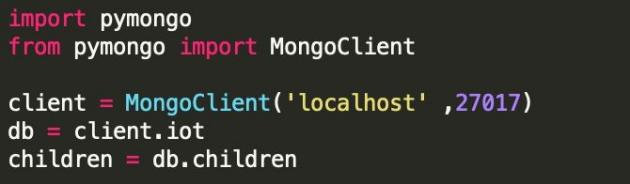 import pymongo
from pymongo import MongoClient
client = MongoClient('localhost' ,27017)
db = client.iot
children = db.children